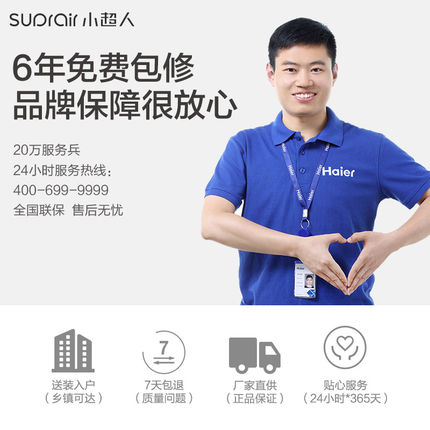 suprair 小超人
6年免费包修
品牌保障很放心
20万服务兵
24小时服务热线：
400-699-9999
全国联保 售后无忧
Haier
7
送装入户
（乡镇可达）
7天包退
（质量问题）
厂家直供
（正品保证）
贴心服务
（24小时*365天）